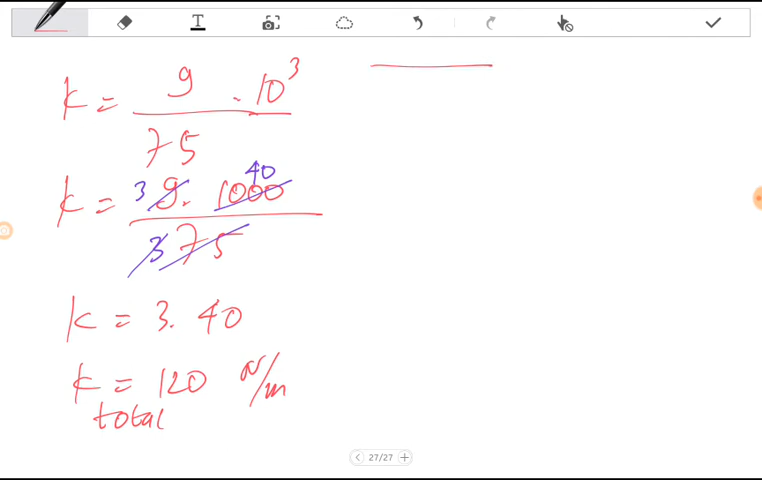 T
k = 9 . 10³
75
40
k = 3 9. 1000
3 75
k = 3. 40
k = 120 N/m
total
27/27